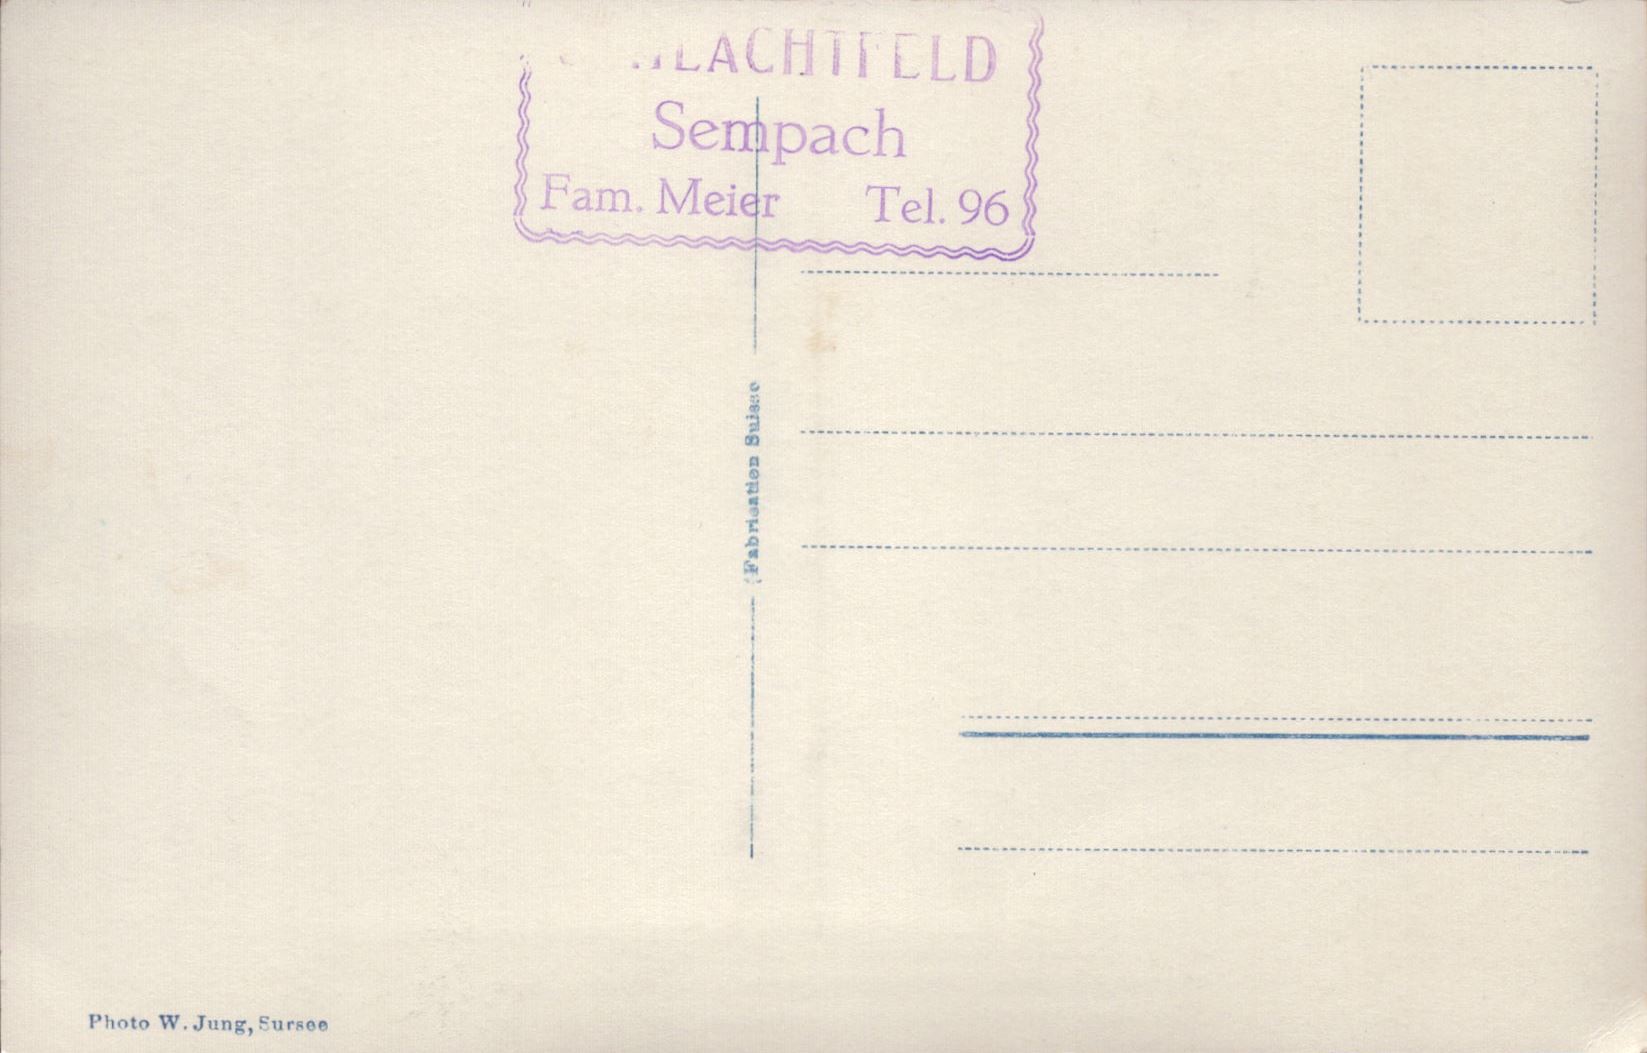 Sempach
Fam. Meier Tel. 96
Fabrication Suisse
Photo W. Jung, Sursee